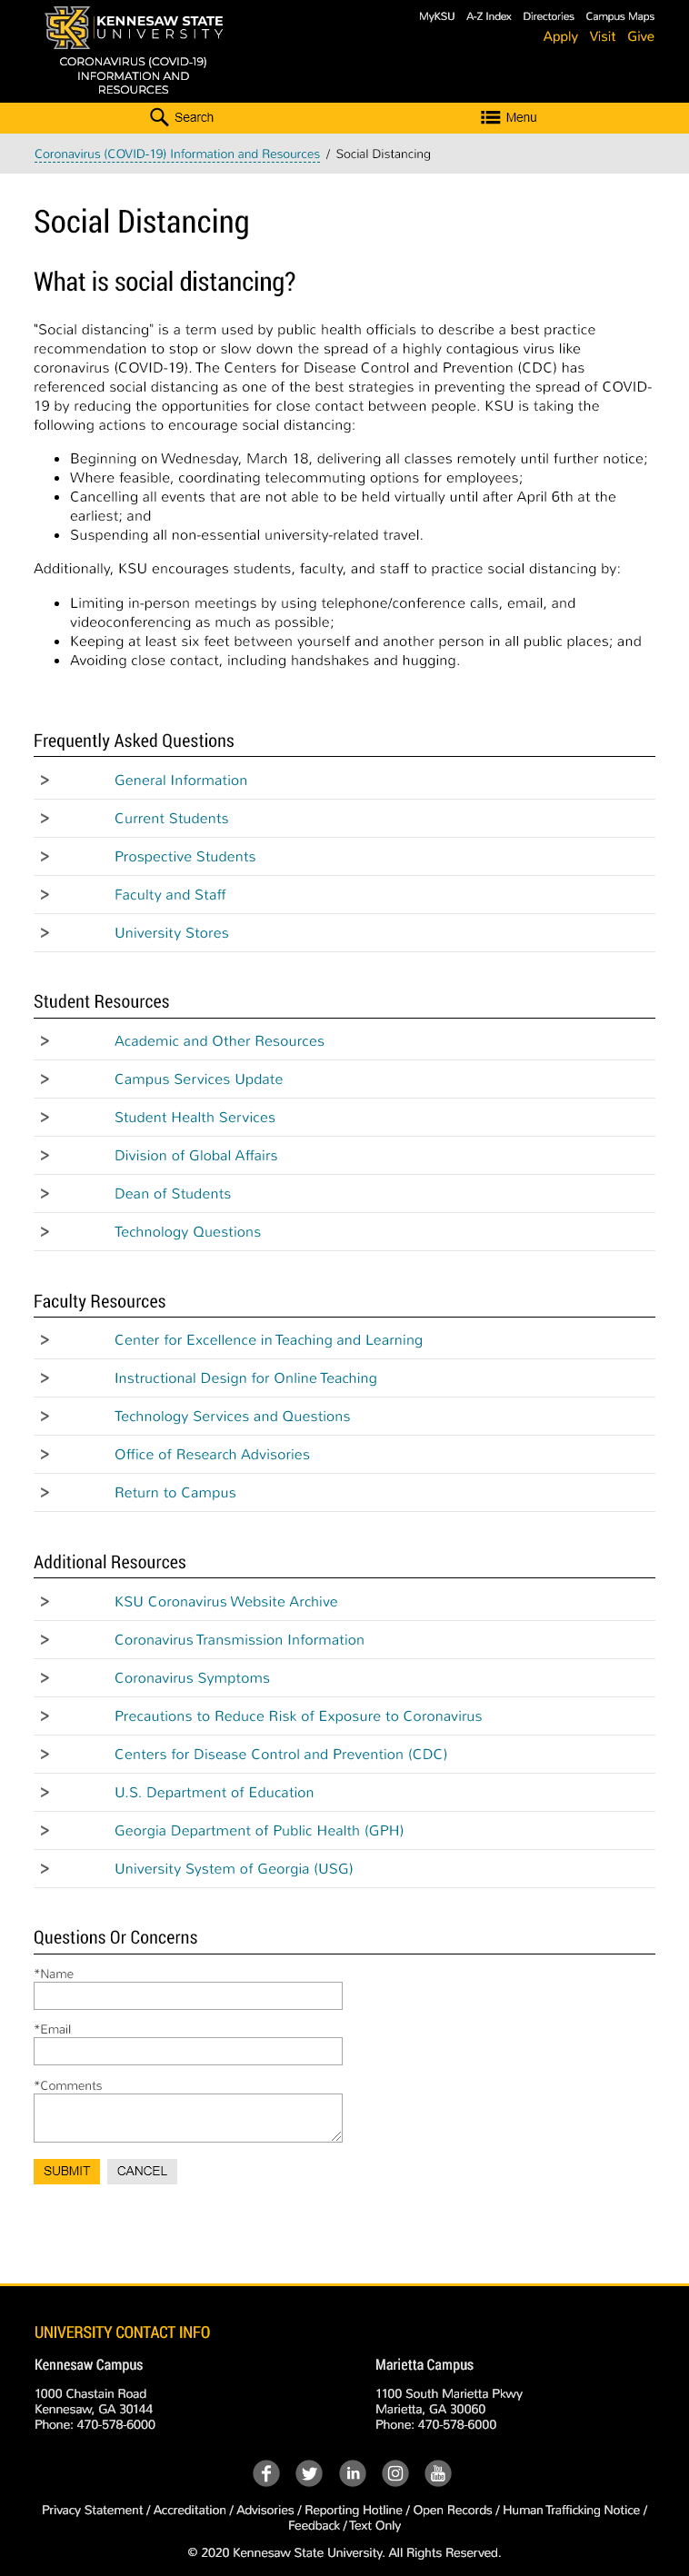 KENNESAW STATE
UNIVERSITY
CORONAVIRUS (COVID-19)
INFORMATION AND
RESOURCES
MyKSU A-Z Index Directories Campus Maps
Apply Visit Give
Search Menu
Coronavirus (COVID-19) Information and Resources / Social Distancing
Social Distancing
What is social distancing?
"Social distancing" is a term used by public health officials to describe a best practice
recommendation to stop or slow down the spread of a highly contagious virus like
coronavirus (COVID-19). The Centers for Disease Control and Prevention (CDC) has
referenced social distancing as one of the best strategies in preventing the spread of COVID-
19 by reducing the opportunities for close contact between people. KSU is taking the
following actions to encourage social distancing:
• Beginning on Wednesday, March 18, delivering all classes remotely until further notice;
• Where feasible, coordinating telecommuting options for employees;
• Cancelling all events that are not able to be held virtually until after April 6th at the
earliest; and
• Suspending all non-essential university-related travel.
Additionally, KSU encourages students, faculty, and staff to practice social distancing by:
• Limiting in-person meetings by using telephone/conference calls, email, and
videoconferencing as much as possible;
• Keeping at least six feet between yourself and another person in all public places; and
• Avoiding close contact, including handshakes and hugging.
Frequently Asked Questions
> General Information
> Current Students
> Prospective Students
> Faculty and Staff
> University Stores
Student Resources
> Academic and Other Resources
> Campus Services Update
> Student Health Services
> Division of Global Affairs
> Dean of Students
> Technology Questions
Faculty Resources
> Center for Excellence in Teaching and Learning
> Instructional Design for Online Teaching
> Technology Services and Questions
> Office of Research Advisories
> Return to Campus
Additional Resources
> KSU Coronavirus Website Archive
> Coronavirus Transmission Information
> Coronavirus Symptoms
> Precautions to Reduce Risk of Exposure to Coronavirus
> Centers for Disease Control and Prevention (CDC)
> U.S. Department of Education
> Georgia Department of Public Health (GPH)
> University System of Georgia (USG)
Questions Or Concerns
*Name
*Email
*Comments
SUBMIT CANCEL
UNIVERSITY CONTACT INFO
Kennesaw Campus
1000 Chastain Road
Kennesaw, GA 30144
Phone: 470-578-6000
Marietta Campus
1100 South Marietta Pkwy
Marietta, GA 30060
Phone: 470-578-6000
Privacy Statement / Accreditation / Advisories / Reporting Hotline / Open Records / Human Trafficking Notice /
Feedback / Text Only
© 2020 Kennesaw State University. All Rights Reserved.